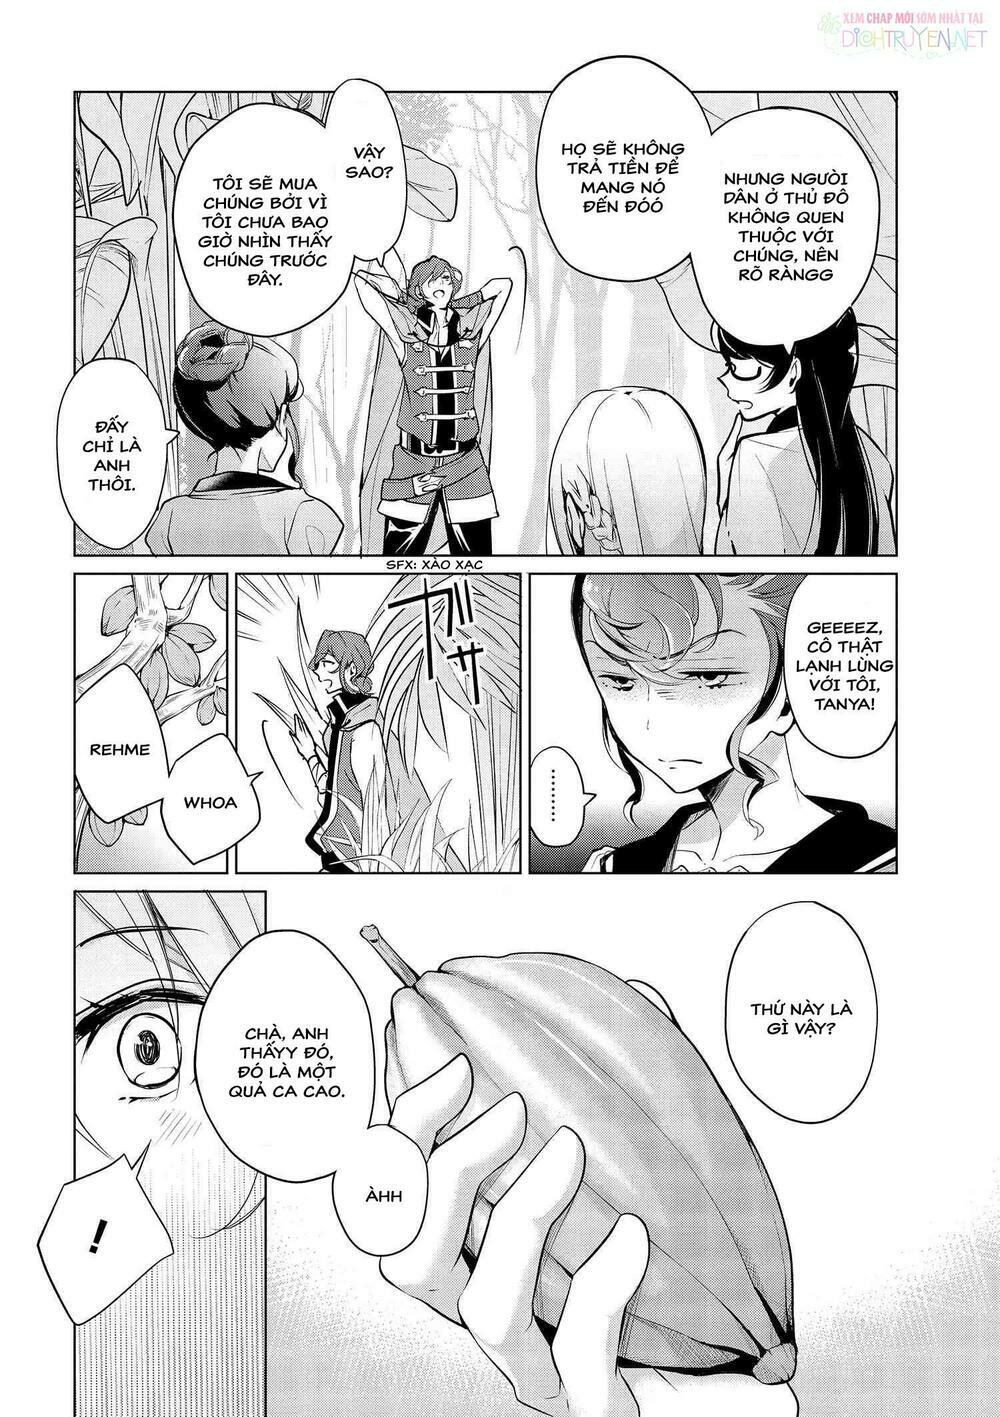 XEM CHAP MỚI SỚM NHẤT TẠI
DICHTRUYEN.NET
NHƯNG NGƯỜI
DÂN Ở THỦ ĐÔ
KHÔNG QUEN
THUỘC VỚI
CHÚNG, NÊN
RÕ RÀNGG
HỌ SẼ KHÔNG
TRẢ TIỀN ĐỂ
MANG NÓ
ĐẾN ĐÓÓ
VẬY
SAO?
TÔI SẼ MUA
CHÚNG BỞI VÌ
TÔI CHƯA BAO
GIỜ NHÌN THẤY
CHÚNG TRƯỚC
ĐÂY.
ĐẤY
CHỈ LÀ
ANH
THÔI.
GEEEEZ,
CÔ THẬT
LẠNH LÙNG
VỚI TÔI,
TANYA!
..........
SFX: XÀO XẠC
ガサ
WHOA
REHME
THỨ NÀY LÀ
GÌ VẬY?
CHÀ, ANH
THẤYY ĐÓ,
ĐÓ LÀ MỘT
QUẢ CA CAO.
ÀHH
!